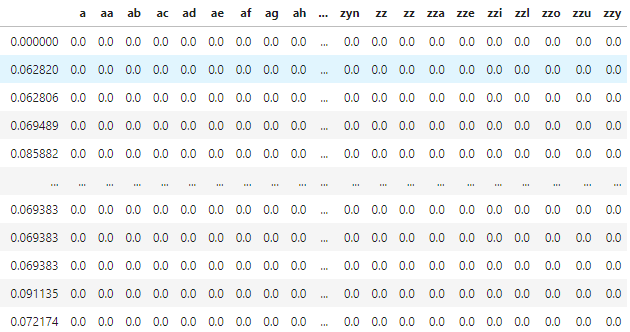 a aa ab ac ad ae af ag ah ... zyn zz zz zza zze zzi zzl zzo zzu zzy
0.000000 0.0 0.0 0.0 0.0 0.0 0.0 0.0 0.0 0.0 ... 0.0 0.0 0.0 0.0 0.0 0.0 0.0 0.0 0.0 0.0
0.062820 0.0 0.0 0.0 0.0 0.0 0.0 0.0 0.0 0.0 ... 0.0 0.0 0.0 0.0 0.0 0.0 0.0 0.0 0.0 0.0
0.062806 0.0 0.0 0.0 0.0 0.0 0.0 0.0 0.0 0.0 ... 0.0 0.0 0.0 0.0 0.0 0.0 0.0 0.0 0.0 0.0
0.069489 0.0 0.0 0.0 0.0 0.0 0.0 0.0 0.0 0.0 ... 0.0 0.0 0.0 0.0 0.0 0.0 0.0 0.0 0.0 0.0
0.085882 0.0 0.0 0.0 0.0 0.0 0.0 0.0 0.0 0.0 ... 0.0 0.0 0.0 0.0 0.0 0.0 0.0 0.0 0.0 0.0
... ... ... ... ... ... ... ... ... ... ... ... ... ... ... ... ... ... ... ... ...
0.069383 0.0 0.0 0.0 0.0 0.0 0.0 0.0 0.0 0.0 ... 0.0 0.0 0.0 0.0 0.0 0.0 0.0 0.0 0.0 0.0
0.069383 0.0 0.0 0.0 0.0 0.0 0.0 0.0 0.0 0.0 ... 0.0 0.0 0.0 0.0 0.0 0.0 0.0 0.0 0.0 0.0
0.069383 0.0 0.0 0.0 0.0 0.0 0.0 0.0 0.0 0.0 ... 0.0 0.0 0.0 0.0 0.0 0.0 0.0 0.0 0.0 0.0
0.091135 0.0 0.0 0.0 0.0 0.0 0.0 0.0 0.0 0.0 ... 0.0 0.0 0.0 0.0 0.0 0.0 0.0 0.0 0.0 0.0
0.072174 0.0 0.0 0.0 0.0 0.0 0.0 0.0 0.0 0.0 ... 0.0 0.0 0.0 0.0 0.0 0.0 0.0 0.0 0.0 0.0